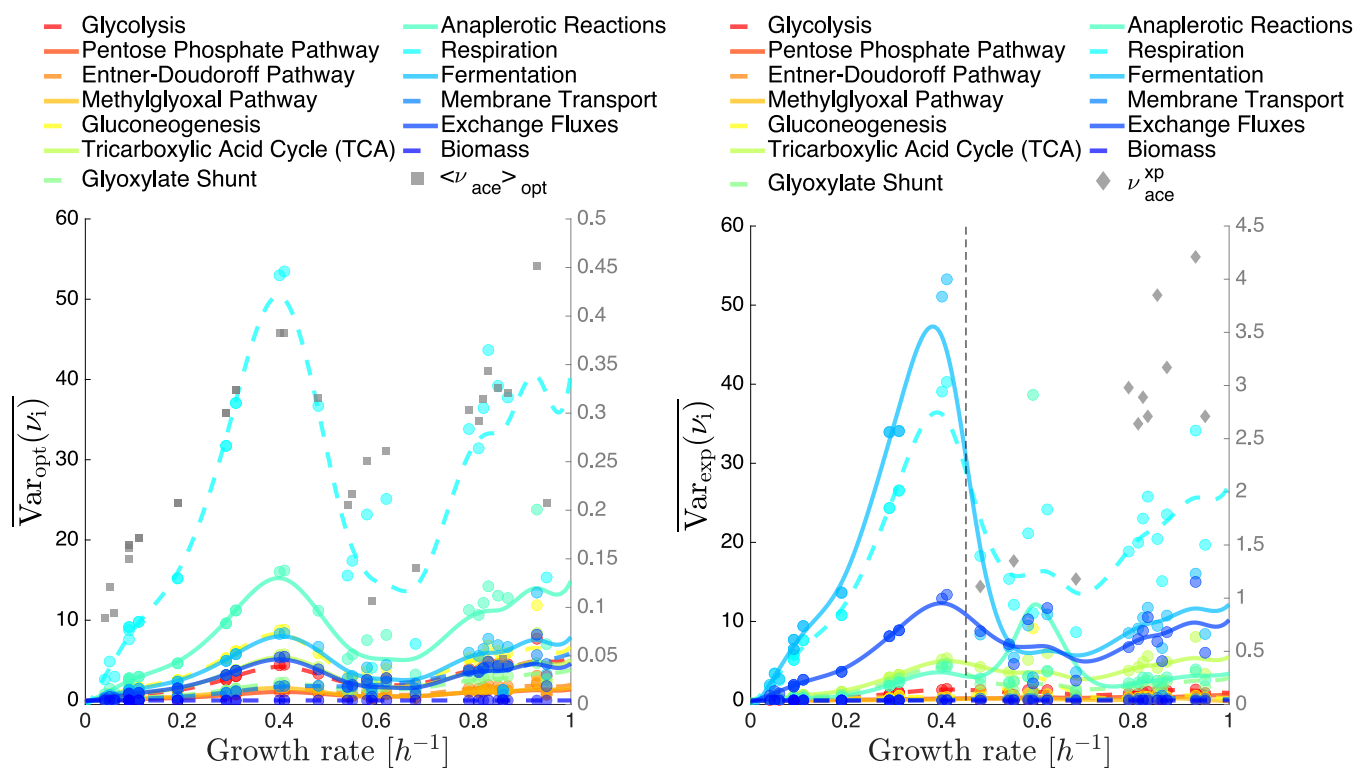 Glycolysis
Pentose Phosphate Pathway
Entner-Doudoroff Pathway
Methylglyoxal Pathway
Gluconeogenesis
Tricarboxylic Acid Cycle (TCA)
Glyoxylate Shunt
Anaplerotic Reactions
Respiration
Fermentation
Membrane Transport
Exchange Fluxes
Biomass
<ν ace>opt
60
50
40
30
20
10
0
Var_opt(ν_i)
0 0.2 0.4 0.6 0.8 1
Growth rate [h⁻¹]
0.5
0.45
0.4
0.35
0.3
0.25
0.2
0.15
0.1
0.05
0
Glycolysis
Pentose Phosphate Pathway
Entner-Doudoroff Pathway
Methylglyoxal Pathway
Gluconeogenesis
Tricarboxylic Acid Cycle (TCA)
Glyoxylate Shunt
Anaplerotic Reactions
Respiration
Fermentation
Membrane Transport
Exchange Fluxes
Biomass
ν xp ace
60
50
40
30
20
10
0
Var_exp(ν_i)
0 0.2 0.4 0.6 0.8 1
Growth rate [h⁻¹]
4.5
4
3.5
3
2.5
2
1.5
1
0.5
0